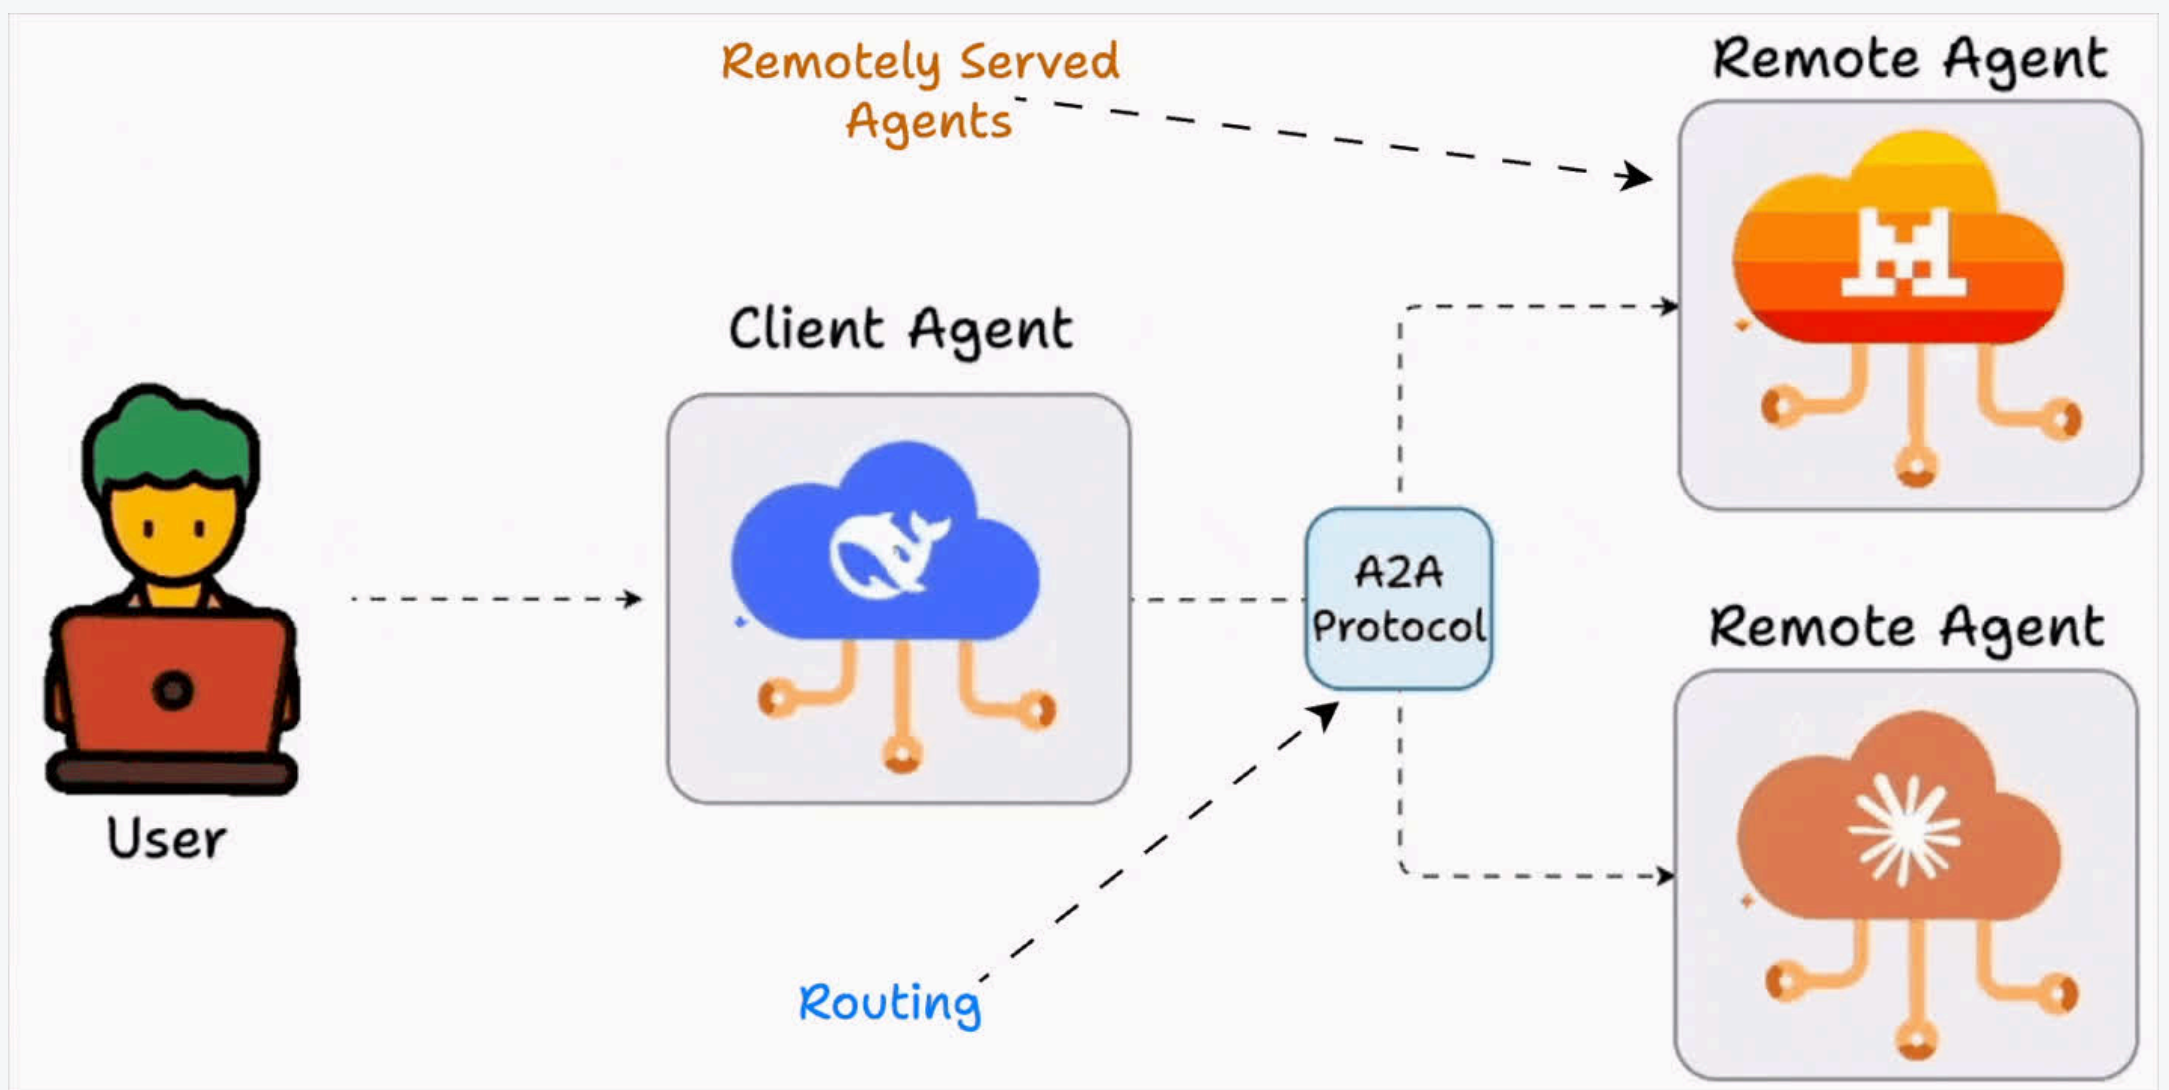 Remotely Served
Agents
Remote Agent
Client Agent
A2A
Protocol
Remote Agent
User
Routing